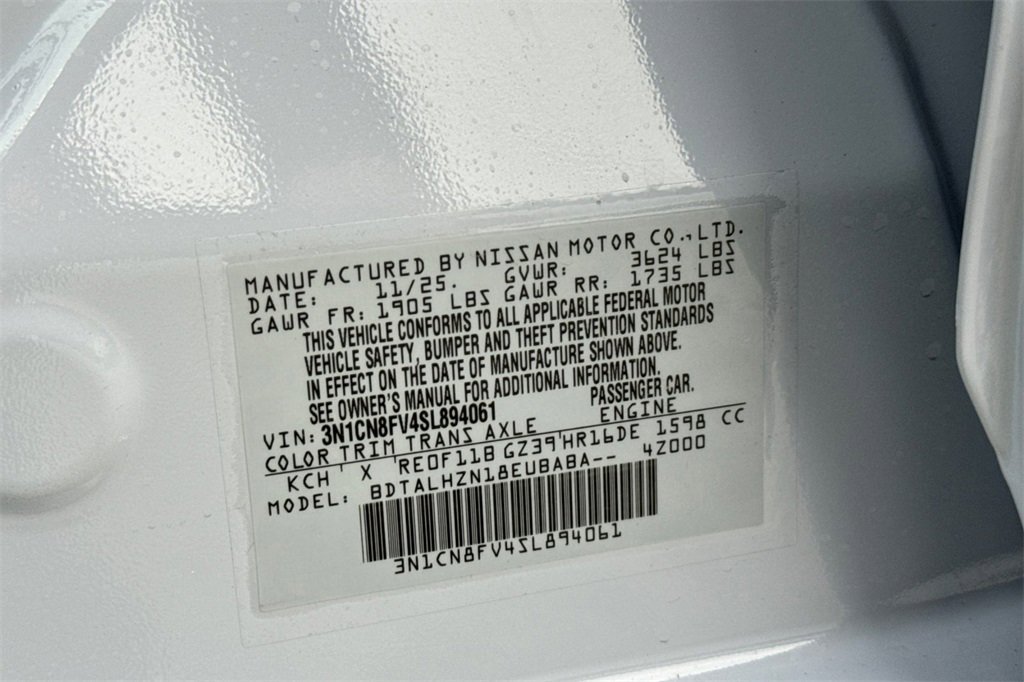 MANUFACTURED BY NISSAN MOTOR CO.,LTD.
DATE: 11/25. GVWR: 3624 LBS
GAWR FR: 1905 LBS GAWR RR: 1735 LBS
THIS VEHICLE CONFORMS TO ALL APPLICABLE FEDERAL MOTOR
VEHICLE SAFETY, BUMPER AND THEFT PREVENTION STANDARDS
IN EFFECT ON THE DATE OF MANUFACTURE SHOWN ABOVE.
SEE OWNER'S MANUAL FOR ADDITIONAL INFORMATION.
VIN: 3N1CN8FV4SL894061 PASSENGER CAR.
COLOR TRIM TRANS AXLE ENGINE
KCH ' X 'RE0F11B GZ39'HR16DE 1598 CC
MODEL: BDTALHZN18EUBABA-- 4Z000
3N1CN8FV4SL894061